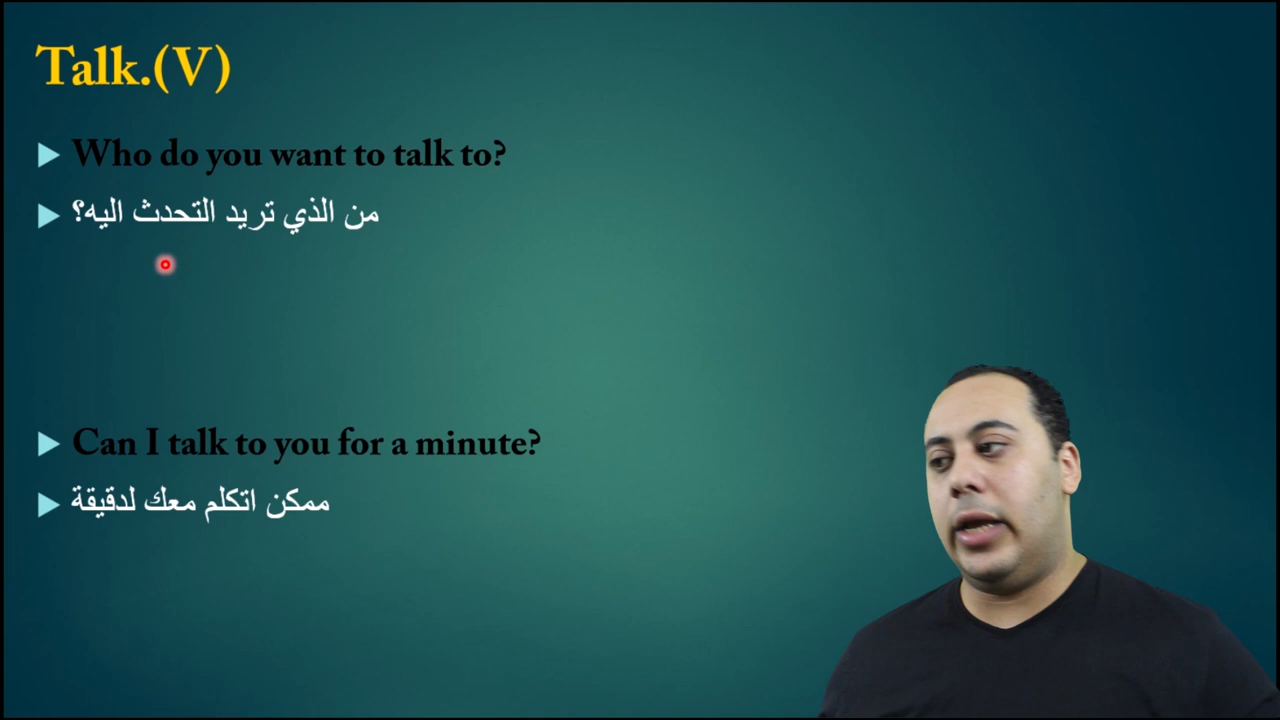 Talk.(V)
Who do you want to talk to?
من الذي تريد التحدث اليه؟
Can I talk to you for a minute?
ممكن اتكلم معك لدقيقة